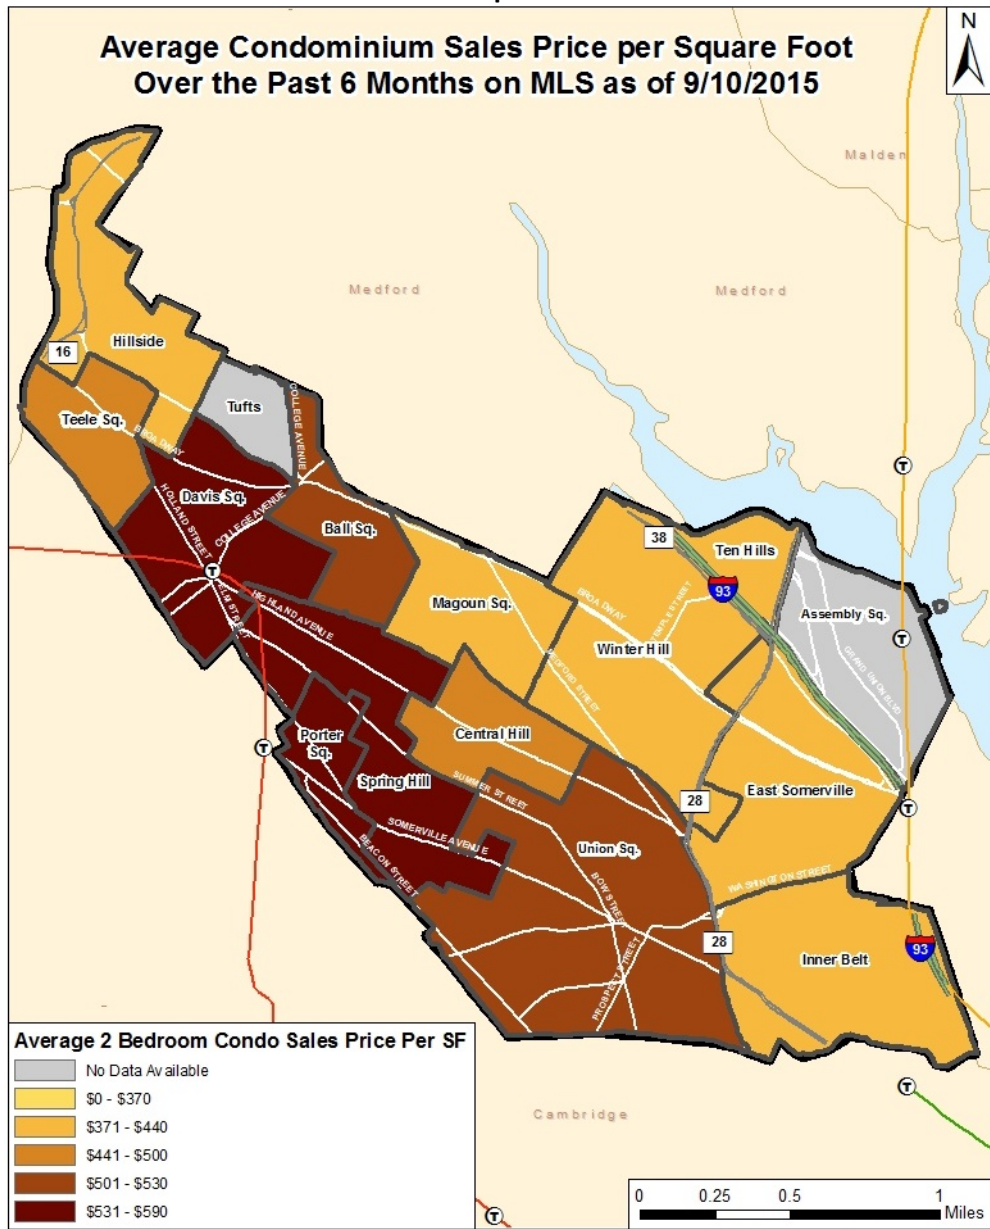 Average Condominium Sales Price per Square Foot
Over the Past 6 Months on MLS as of 9/10/2015
N
Malden
Medford
Medford
Hillside
16
Teele Sq.
BROADWAY
Tufts
COLLEGE AVENUE
Davis Sq.
HOLLAND STREET
COLLEGE AVENUE
Ball Sq.
T
ELM STREET
HIGHLAND AVENUE
Magoun Sq.
MEDFORD STREET
BROADWAY
TEMPLE STREET
Winter Hill
38
Ten Hills
93
Assembly Sq.
GRAND UNION BLVD
T
T
T
Porter
Sq.
Spring Hill
Central Hill
SUMMER STREET
SOMERVILLE AVENUE
BEACON STREET
T
28
East Somerville
Union Sq.
BOW STREET
PROSPECT STREET
WASHINGTON STREET
28
Inner Belt
93
T
Cambridge
T
Average 2 Bedroom Condo Sales Price Per SF
No Data Available
$0 - $370
$371 - $440
$441 - $500
$501 - $530
$531 - $590
0 0.25 0.5 1
Miles